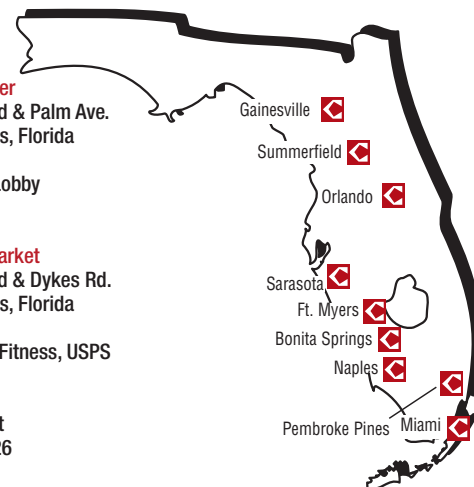 er
d & Palm Ave.
s, Florida
obby
arket
d & Dykes Rd.
s, Florida
Fitness, USPS
t
26
Gainesville
Summerfield
Orlando
Sarasota
Ft. Myers
Bonita Springs
Naples
Pembroke Pines
Miami